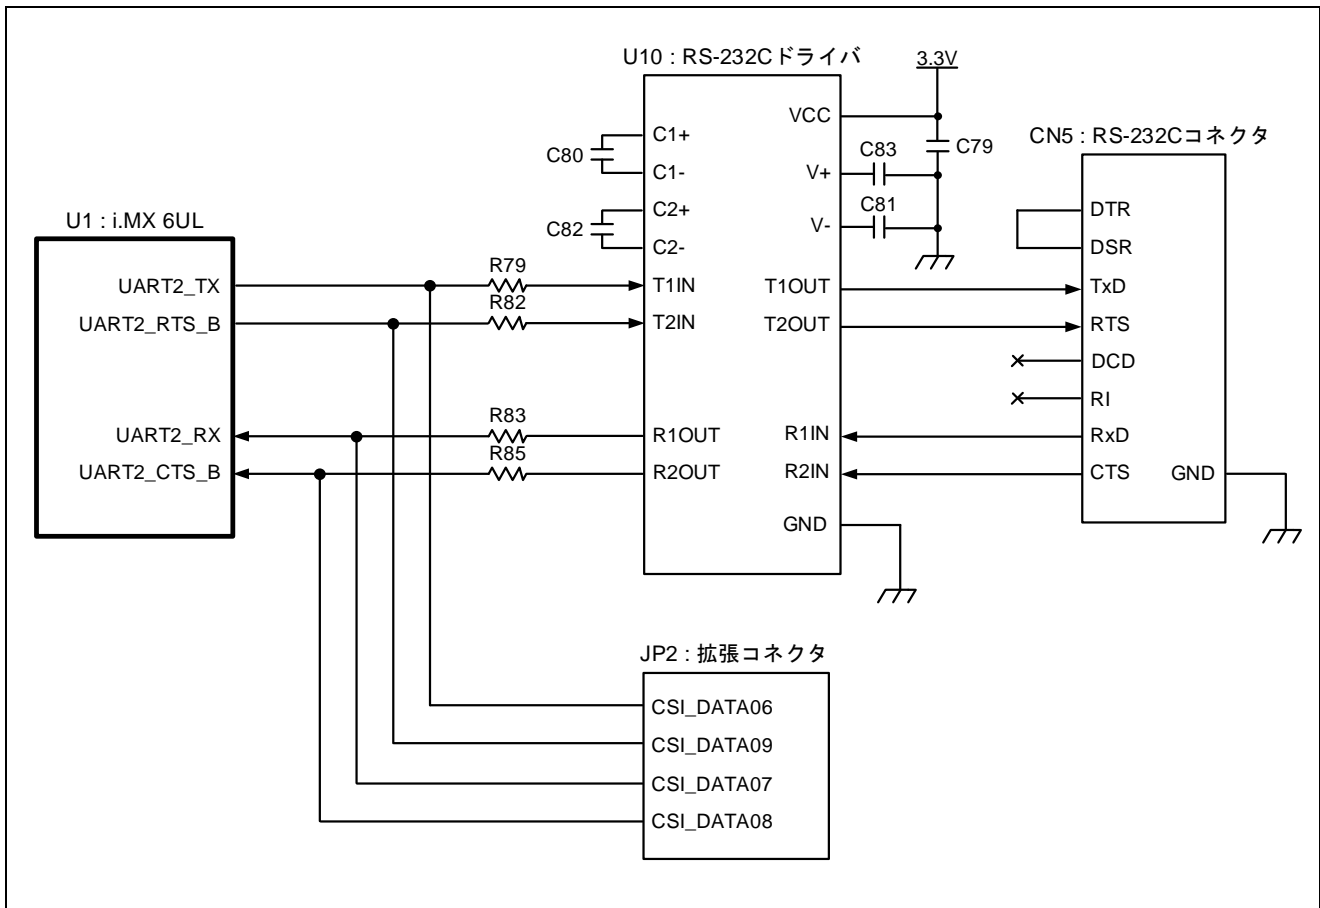 U10 : RS-232Cドライバ
3.3V
VCC
C1+
C80
C1-
C83
C79
V+
CN5 : RS-232Cコネクタ
C2+
C82
C2-
C81
V-
DTR
DSR
U1 : i.MX 6UL
UART2_TX
R79
T1IN
T1OUT
TxD
UART2_RTS_B
R82
T2IN
T2OUT
RTS
DCD
RI
UART2_RX
R83
R1OUT
R1IN
RxD
UART2_CTS_B
R85
R2OUT
R2IN
CTS
GND
GND
JP2 : 拡張コネクタ
CSI_DATA06
CSI_DATA09
CSI_DATA07
CSI_DATA08